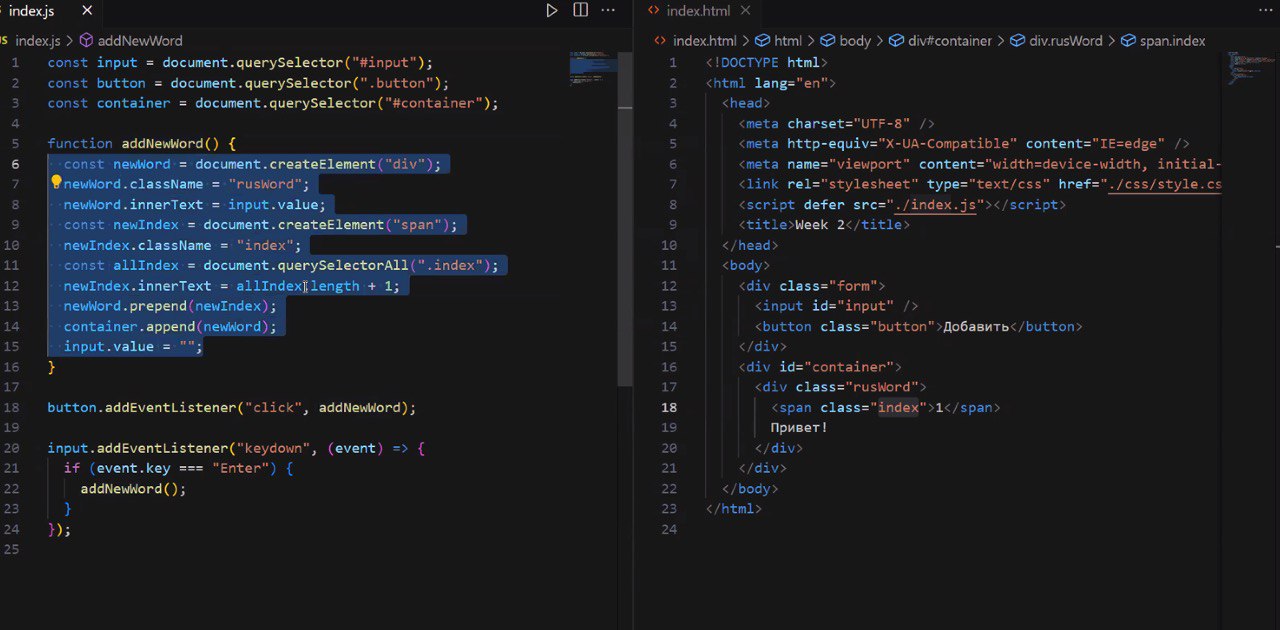 index.js
index.js > addNewWord
1 const input = document.querySelector("#input");
2 const button = document.querySelector(".button");
3 const container = document.querySelector("#container");
4
5 function addNewWord() {
6 const newWord = document.createElement("div");
7 newWord.className = "rusWord";
8 newWord.innerText = input.value;
9 const newIndex = document.createElement("span");
10 newIndex.className = "index";
11 const allIndex = document.querySelectorAll(".index");
12 newIndex.innerText = allIndex.length + 1;
13 newWord.prepend(newIndex);
14 container.append(newWord);
15 input.value = "";
16 }
17
18 button.addEventListener("click", addNewWord);
19
20 input.addEventListener("keydown", (event) => {
21 if (event.key === "Enter") {
22 addNewWord();
23 }
24 });
25
index.html
index.html > html > body > div#container > div.rusWord > span.index
1 <!DOCTYPE html>
2 <html lang="en">
3 <head>
4 <meta charset="UTF-8" />
5 <meta http-equiv="X-UA-Compatible" content="IE=edge" />
6 <meta name="viewport" content="width=device-width, initial-
7 <link rel="stylesheet" type="text/css" href="./css/style.cs
8 <script defer src="./index.js"></script>
9 <title>Week 2</title>
10 </head>
11 <body>
12 <div class="form">
13 <input id="input" />
14 <button class="button">Добавить</button>
15 </div>
16 <div id="container">
17 <div class="rusWord">
18 <span class="index">1</span>
19 Привет!
20 </div>
21 </div>
22 </body>
23 </html>
24